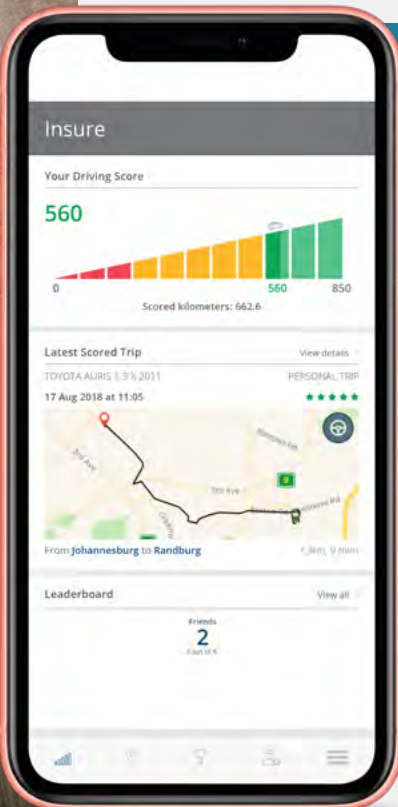 Insure
Your Driving Score
560
0
560
850
Scored kilometers: 662.6
Latest Scored Trip
View details
TOYOTA AURIS 1.3 X 2011
PERSONAL TRIP
17 Aug 2018 at 11:05
3rd Ave
7th Ave
9
From Johannesburg to Randburg
Leaderboard
View all
Friends
2